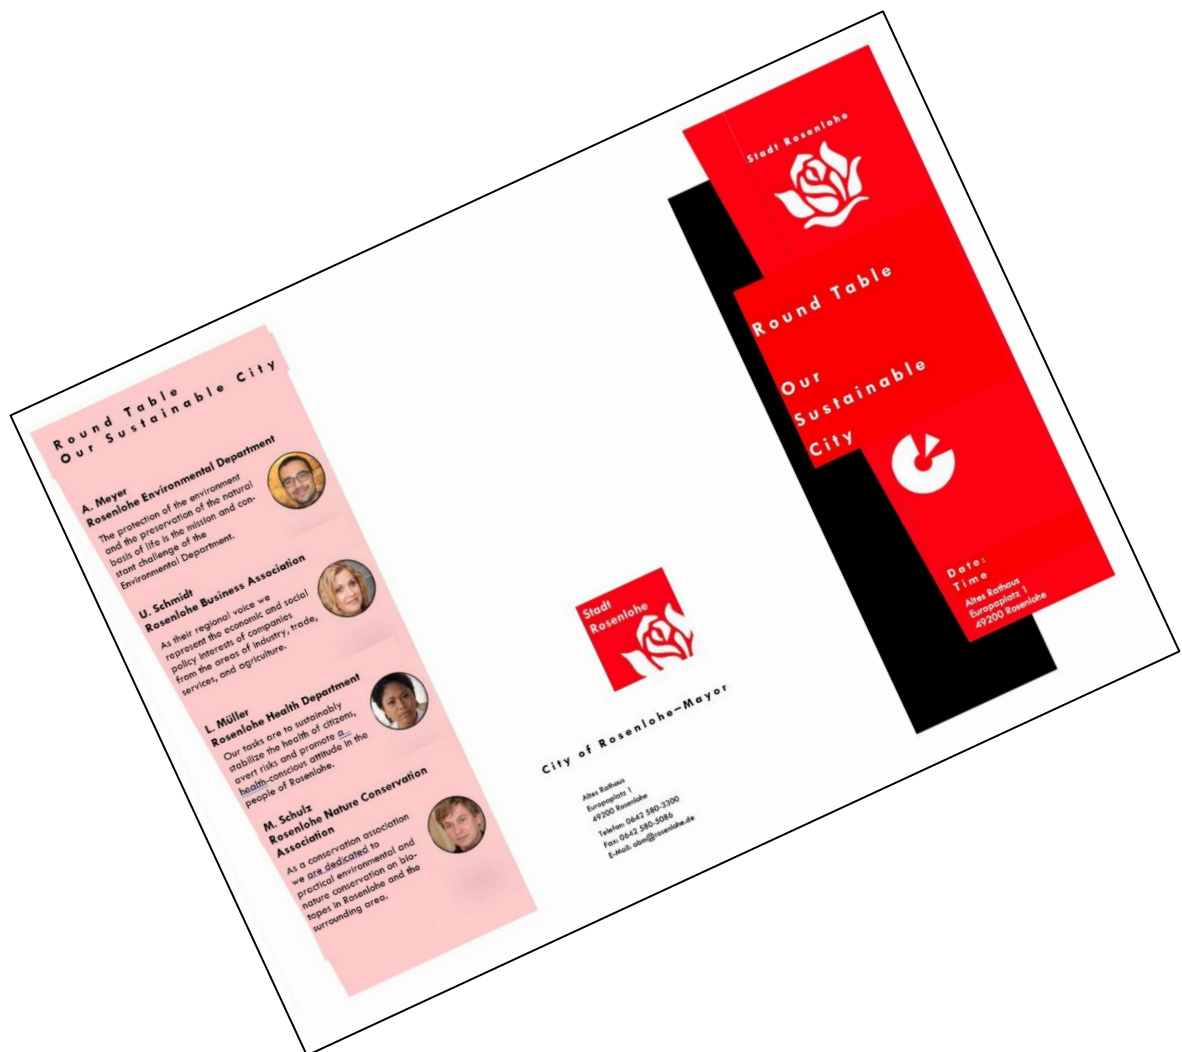 Round Table
Our Sustainable City
A. Meyer
Rosenlohe Environmental Department
The protection of the environment
and the preservation of the natural
basis of life is the mission and con-
stant challenge of the
Environmental Department.
U. Schmidt
Rosenlohe Business Association
As their regional voice we
represent the economic and social
policy interests of companies
from the areas of industry, trade,
services, and agriculture.
L. Müller
Rosenlohe Health Department
Our tasks are to sustainably
stabilize the health of citizens,
avert risks and promote a
health-conscious attitude in the
people of Rosenlohe.
M. Schulz
Rosenlohe Nature Conservation
Association
As a conservation association
we are dedicated to
practical environmental and
nature conservation on bio-
topes in Rosenlohe and the
surrounding area.
Stadt
Rosenlohe
City of Rosenlohe—Mayor
Altes Rathaus
Europaplatz 1
49200 Rosenlohe
Telefon: 0642 580-3300
Fax: 0642 580-5086
E-Mail: obm@rosenlohe.de
Stadt Rosenlohe
Round Table
Our
Sustainable
City
Date:
Time
Altes Rathaus
Europaplatz 1
49200 Rosenlohe